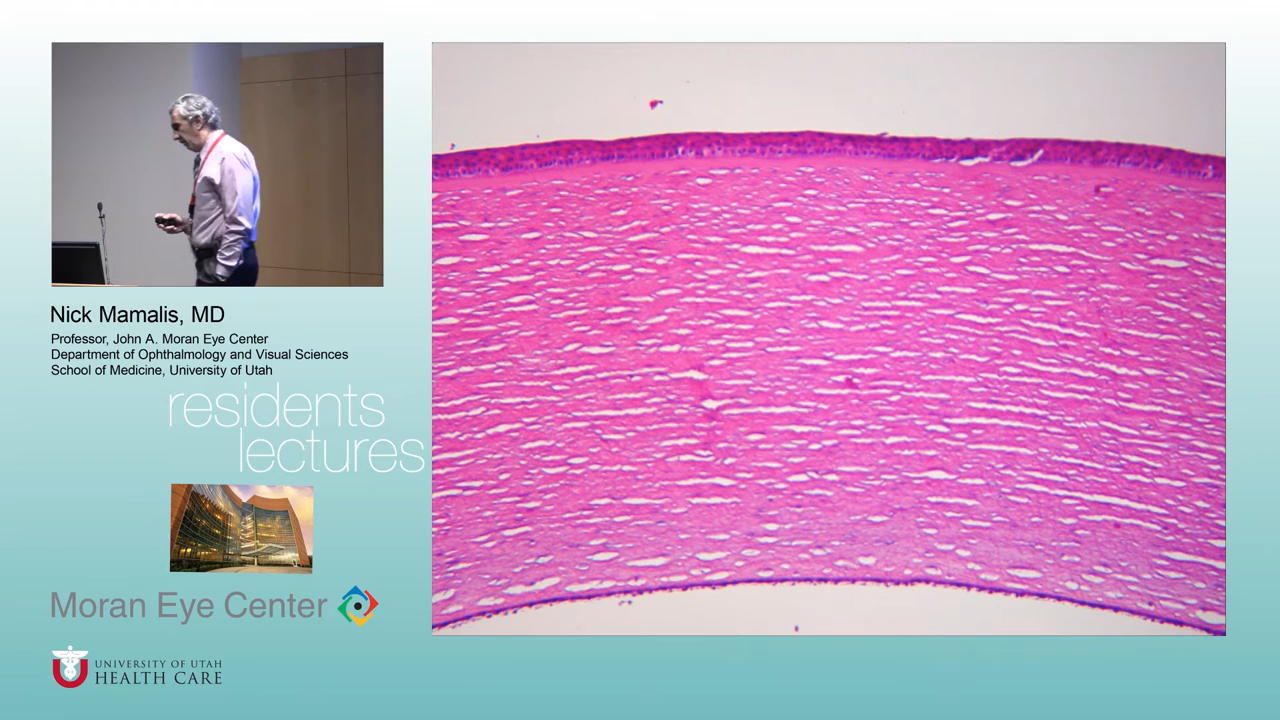 Nick Mamalis, MD
Professor, John A. Moran Eye Center
Department of Ophthalmology and Visual Sciences
School of Medicine, University of Utah
residents
lectures
Moran Eye Center
UNIVERSITY OF UTAH
HEALTH CARE